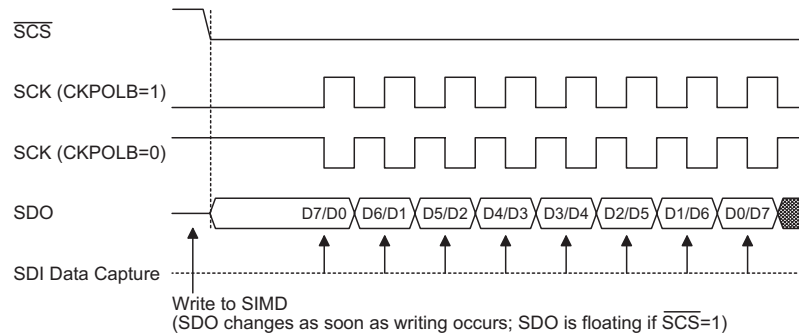 SCS
SCK (CKPOLB=1)
SCK (CKPOLB=0)
SDO
D7/D0 D6/D1 D5/D2 D4/D3 D3/D4 D2/D5 D1/D6 D0/D7
SDI Data Capture
Write to SIMD
(SDO changes as soon as writing occurs; SDO is floating if SCS=1)